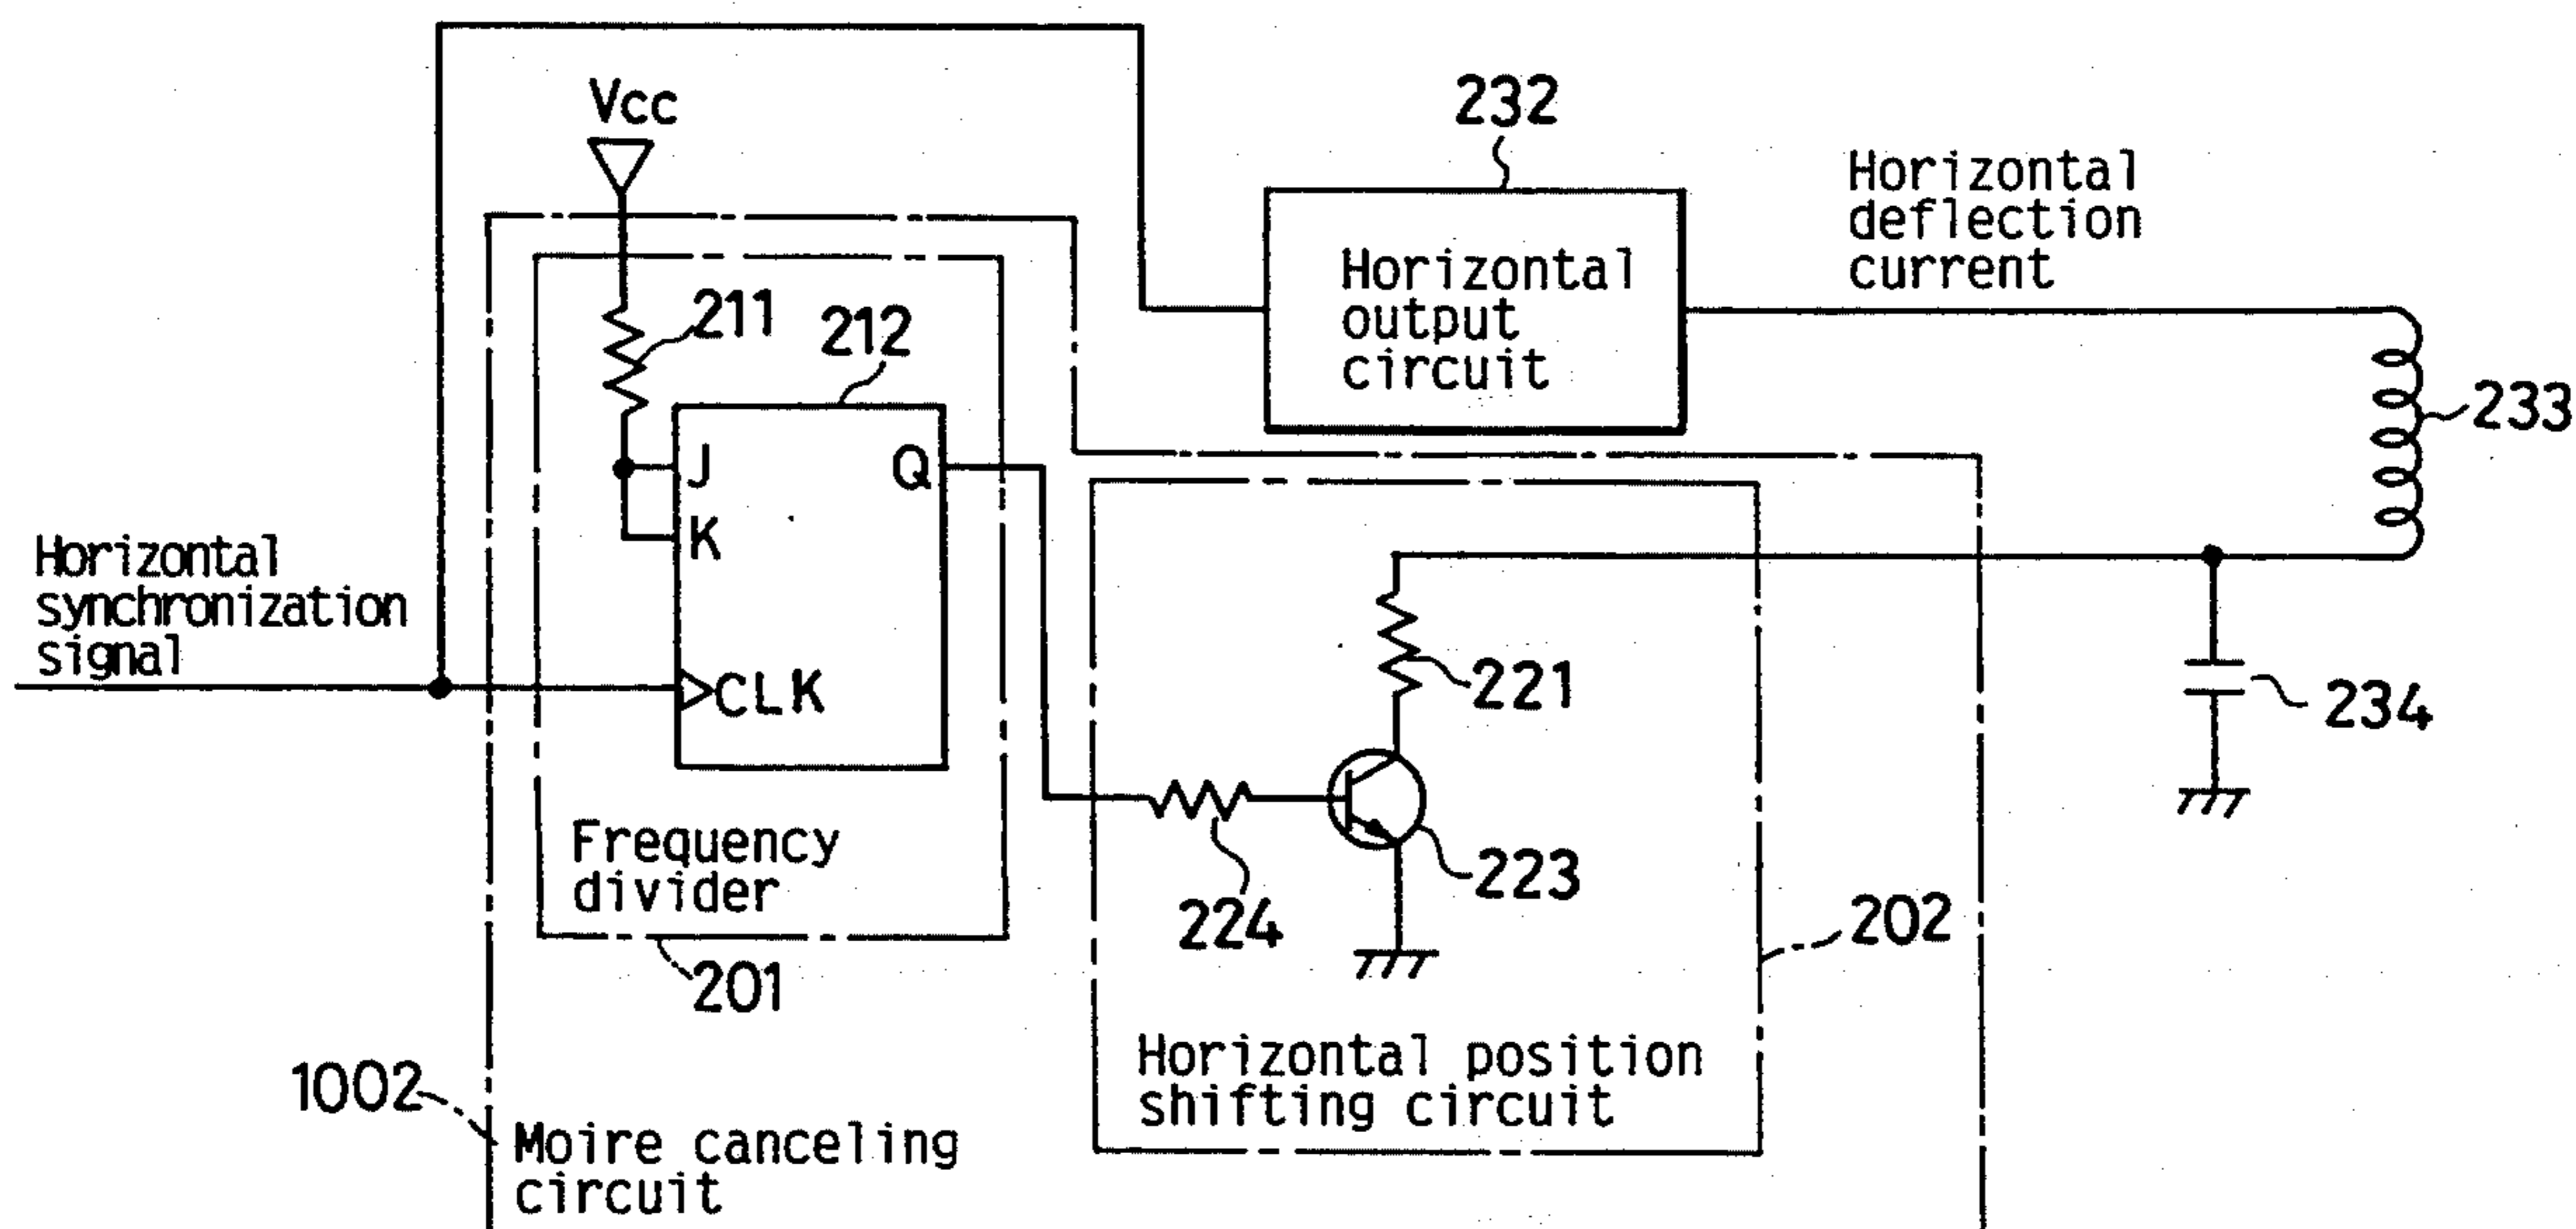 Vcc
232
Horizontal
deflection
current
Horizontal
output
circuit
211
212
233
J
Q
K
Horizontal
synchronization
signal
CLK
221
234
Frequency
divider
223
224
202
201
Horizontal position
shifting circuit
1002
Moire canceling
circuit